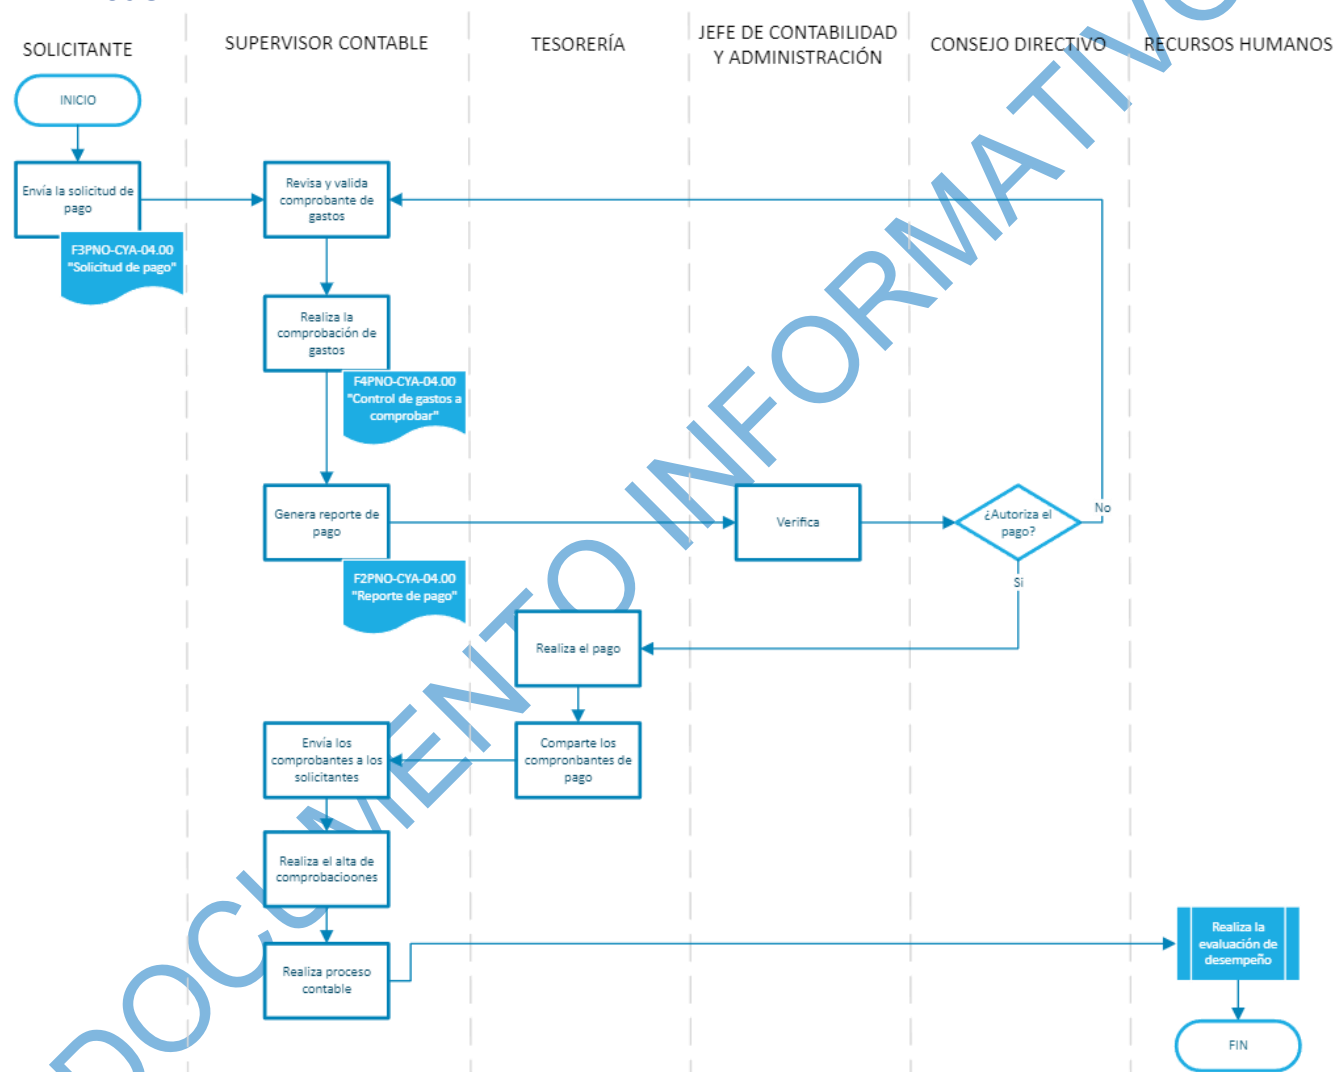 SOLICITANTE
SUPERVISOR CONTABLE
TESORERÍA
JEFE DE CONTABILIDAD
Y ADMINISTRACIÓN
CONSEJO DIRECTIVO
RECURSOS HUMANOS
INICIO
Envía la solicitud de
pago
F3PNO-CYA-04.00
"Solicitud de pago"
Revisa y valida
comprobante de
gastos
Realiza la
comprobación de
gastos
F4PNO-CYA-04.00
"Control de gastos a
comprobar"
Genera reporte de
pago
F2PNO-CYA-04.00
"Reporte de pago"
Verifica
¿Autoriza el
pago?
No
Si
Realiza el pago
Comparte los
compronbantes de
pago
Envía los
comprobantes a los
solicitantes
Realiza el alta de
comprobacioones
Realiza proceso
contable
Realiza la
evaluación de
desempeño
FIN
DOCUMENTO INFORMATIVO